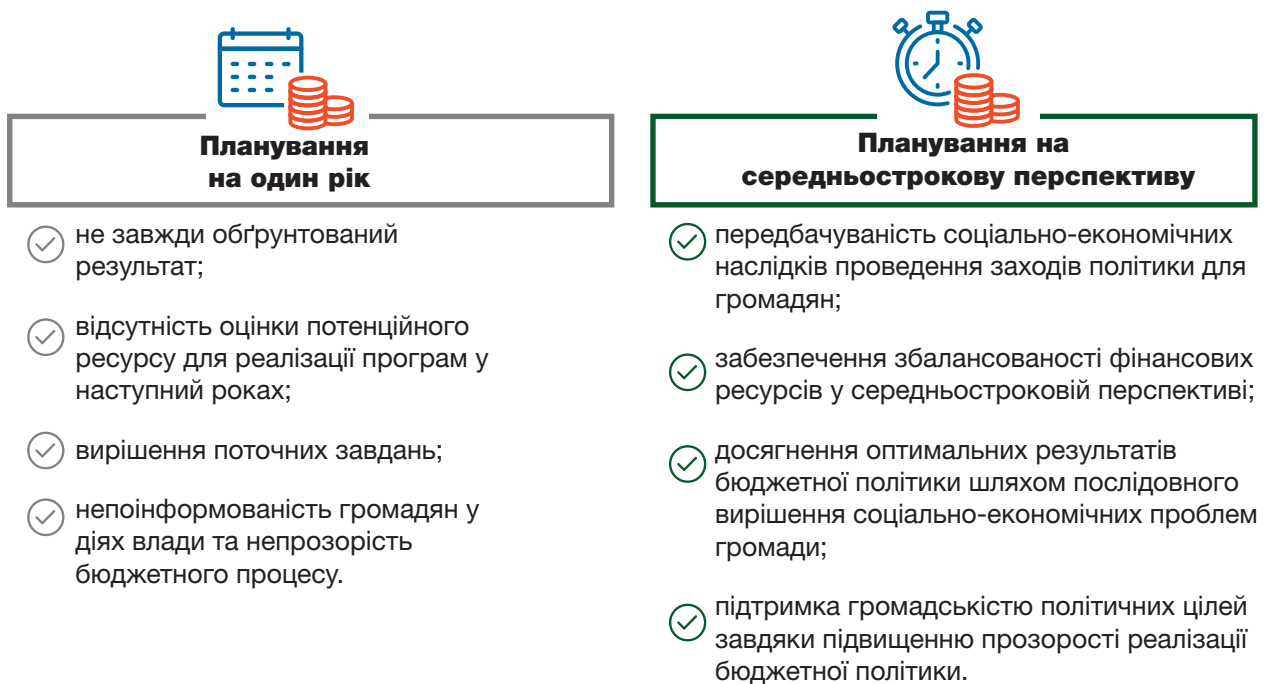 Планування
на один рік
не завжди обґрунтований
результат;
відсутність оцінки потенційного
ресурсу для реалізації програм у
наступний роках;
вирішення поточних завдань;
непоінформованість громадян у
діях влади та непрозорість
бюджетного процесу.
Планування на
середньострокову перспективу
передбачуваність соціально-економічних
наслідків проведення заходів політики для
громадян;
забезпечення збалансованості фінансових
ресурсів у середньостроковій перспективі;
досягнення оптимальних результатів
бюджетної політики шляхом послідовного
вирішення соціально-економічних проблем
громади;
підтримка громадськістю політичних цілей
завдяки підвищенню прозорості реалізації
бюджетної політики.